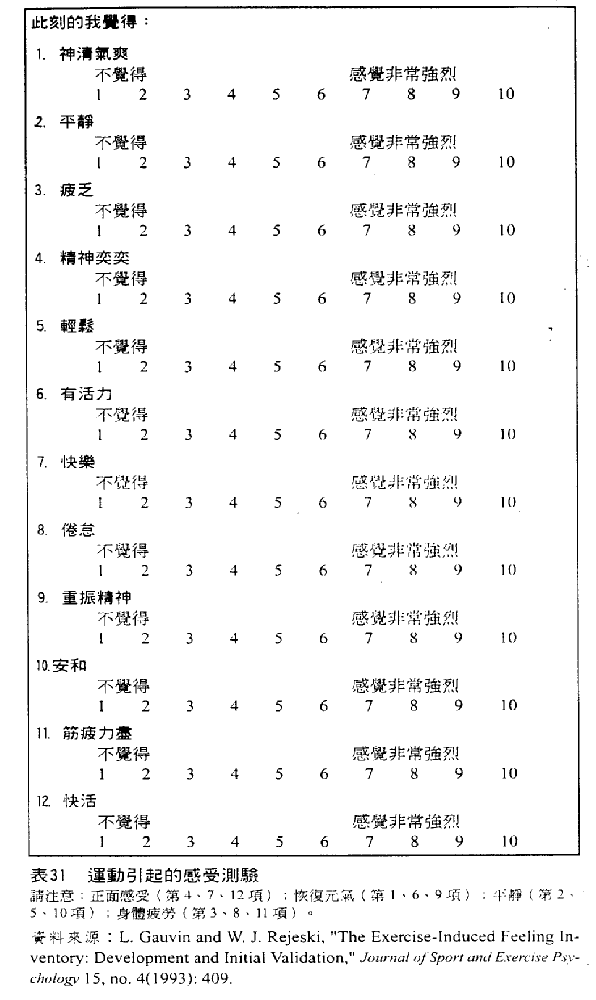 此刻的我覺得：
1. 神清氣爽
不覺得 感覺非常強烈
1 2 3 4 5 6 7 8 9 10
2. 平靜
不覺得 感覺非常強烈
1 2 3 4 5 6 7 8 9 10
3. 疲乏
不覺得 感覺非常強烈
1 2 3 4 5 6 7 8 9 10
4. 精神奕奕
不覺得 感覺非常強烈
1 2 3 4 5 6 7 8 9 10
5. 輕鬆
不覺得 感覺非常強烈
1 2 3 4 5 6 7 8 9 10
6. 有活力
不覺得 感覺非常強烈
1 2 3 4 5 6 7 8 9 10
7. 快樂
不覺得 感覺非常強烈
1 2 3 4 5 6 7 8 9 10
8. 倦怠
不覺得 感覺非常強烈
1 2 3 4 5 6 7 8 9 10
9. 重振精神
不覺得 感覺非常強烈
1 2 3 4 5 6 7 8 9 10
10.安和
不覺得 感覺非常強烈
1 2 3 4 5 6 7 8 9 10
11. 筋疲力盡
不覺得 感覺非常強烈
1 2 3 4 5 6 7 8 9 10
12. 快活
不覺得 感覺非常強烈
1 2 3 4 5 6 7 8 9 10
表31 運動引起的感受測驗
請注意：正面感受（第4、7、12項）；恢復元氣（第1、6、9項）；平靜（第2、
5、10項）；身體疲勞（第3、8、11項）。
資料來源：L. Gauvin and W. J. Rejeski, "The Exercise-Induced Feeling In-
ventory: Development and Initial Validation," Journal of Sport and Exercise Psy-
chology 15, no. 4(1993): 409.